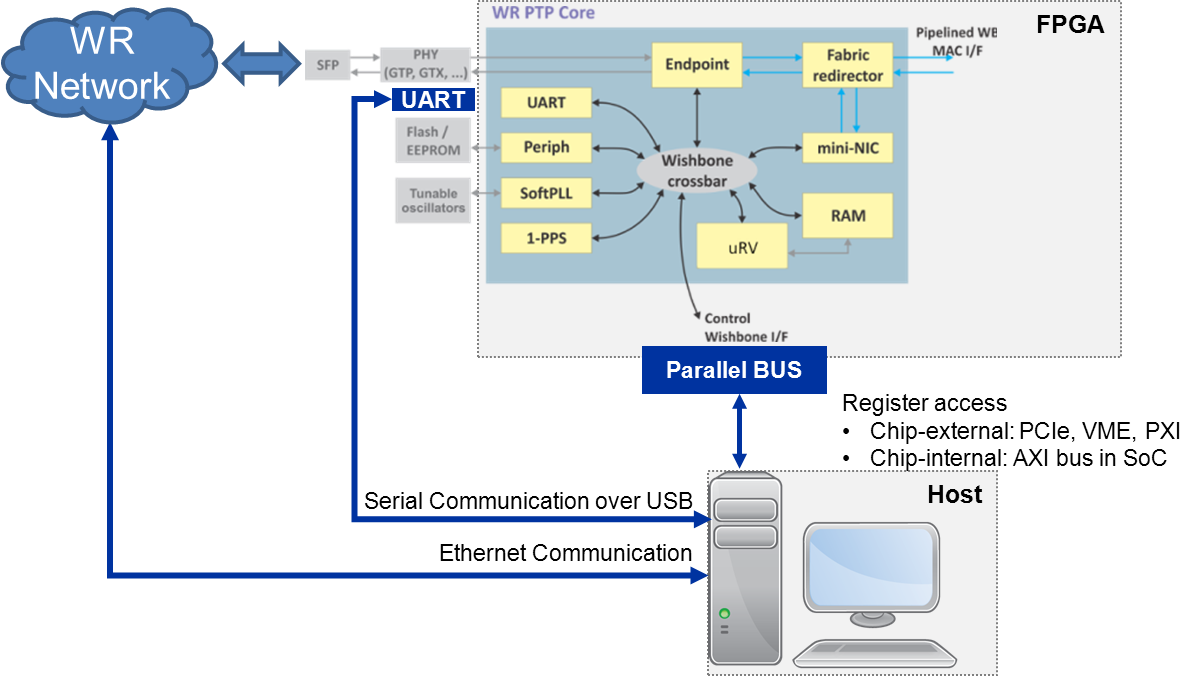 WR PTP Core
FPGA
WR
Network
SFP
PHY
(GTP, GTX, ...)
UART
Flash /
EEPROM
Tunable
oscillators
UART
Periph
SoftPLL
1-PPS
Endpoint
Fabric
redirector
Pipelined WB
MAC I/F
mini-NIC
Wishbone
crossbar
RAM
uRV
Control
Wishbone I/F
Parallel BUS
Register access
• Chip-external: PCIe, VME, PXI
• Chip-internal: AXI bus in SoC
Host
Serial Communication over USB
Ethernet Communication